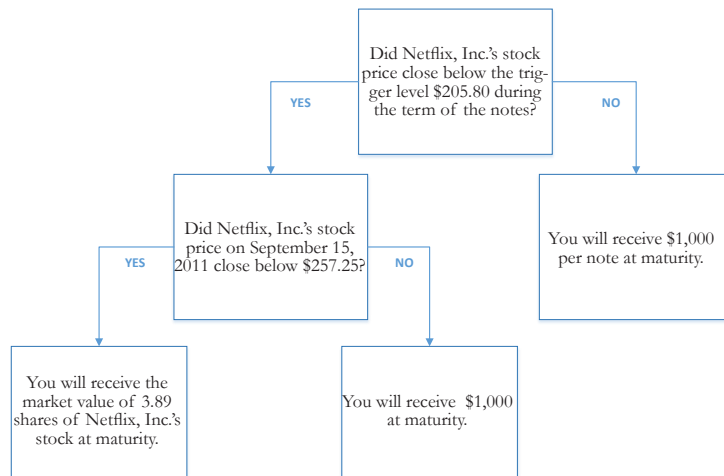 Did Netflix, Inc.'s stock
price close below the trig-
ger level $205.80 during
the term of the notes?
YES
NO
Did Netflix, Inc.'s stock
price on September 15,
2011 close below $257.25?
You will receive $1,000
per note at maturity.
YES
NO
You will receive the
market value of 3.89
shares of Netflix, Inc.'s
stock at maturity.
You will receive $1,000
at maturity.